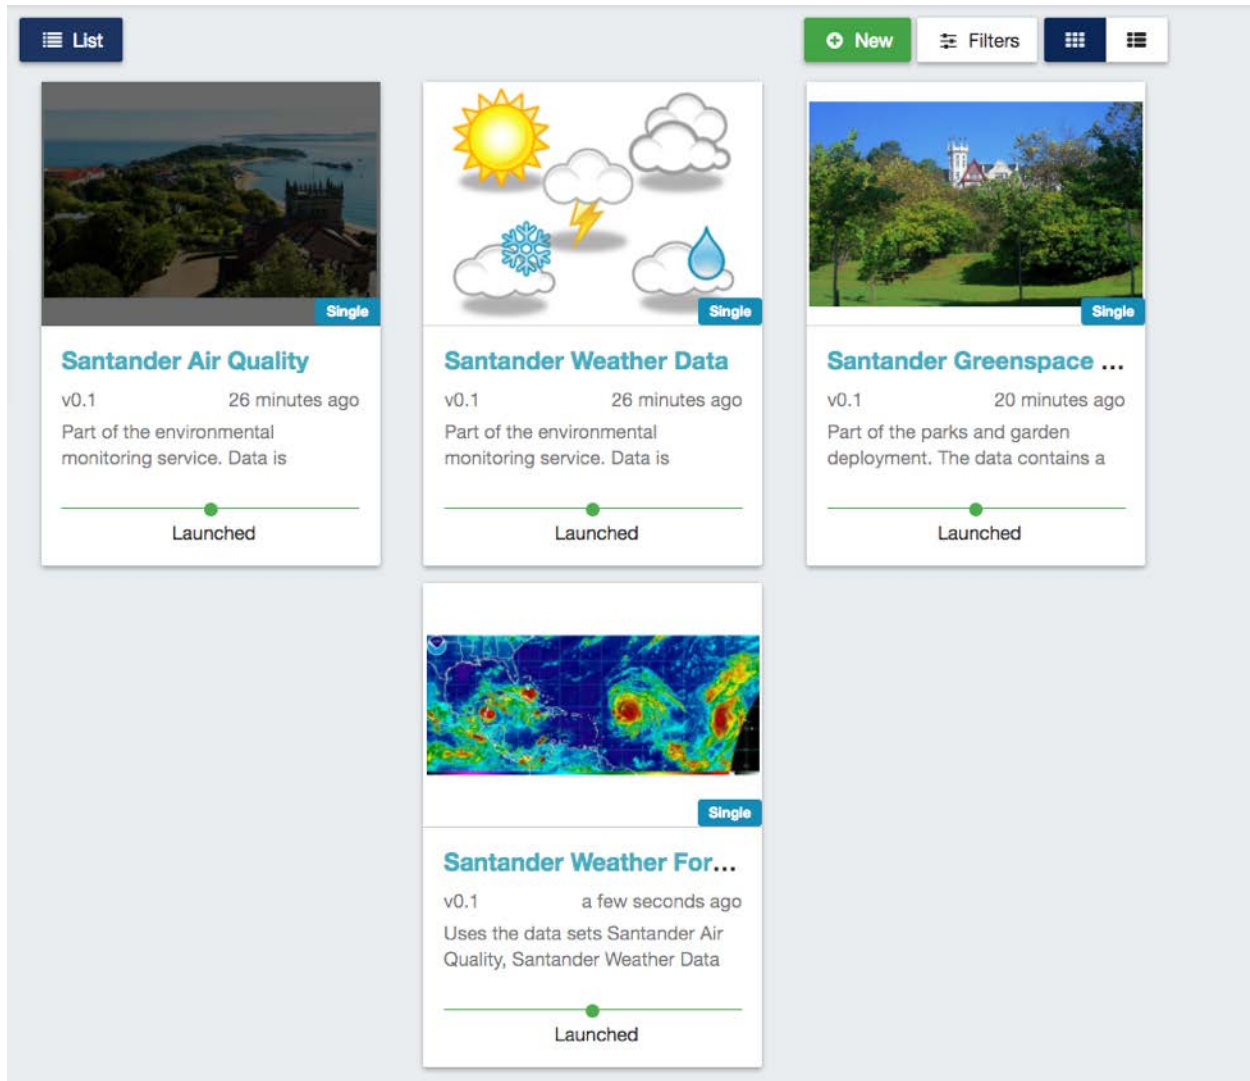 List
New
Filters
Single
Santander Air Quality
v0.1 26 minutes ago
Part of the environmental
monitoring service. Data is
Launched
Single
Santander Weather Data
v0.1 26 minutes ago
Part of the environmental
monitoring service. Data is
Launched
Single
Santander Greenspace ...
v0.1 20 minutes ago
Part of the parks and garden
deployment. The data contains a
Launched
Single
Santander Weather For...
v0.1 a few seconds ago
Uses the data sets Santander Air
Quality, Santander Weather Data
Launched